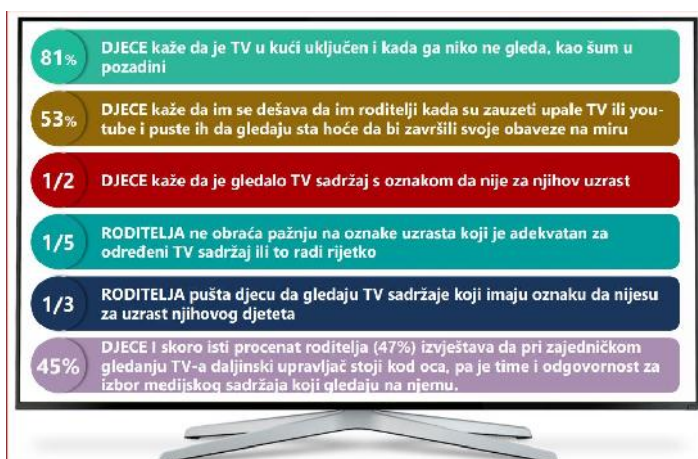 81%
DJECE kaže da je TV u kući uključen i kada ga niko ne gleda, kao šum u
pozadini
53%
DJECE kaže da im se dešava da im roditelji kada su zauzeti upale TV ili you-
tube i puste ih da gledaju sta hoće da bi završili svoje obaveze na miru
1/2
DJECE kaže da je gledalo TV sadržaj s oznakom da nije za njihov uzrast
1/5
RODITELJA ne obraća pažnju na oznake uzrasta koji je adekvatan za
određeni TV sadržaj ili to radi rijetko
1/3
RODITELJA pušta djecu da gledaju TV sadržaje koji imaju oznaku da nijesu
za uzrast njihovog djeteta
45%
DJECE I skoro isti procenat roditelja (47%) izvještava da pri zajedničkom
gledanju TV-a daljinski upravljač stoji kod oca, pa je time i odgovornost za
izbor medijskog sadržaja koji gledaju na njemu.